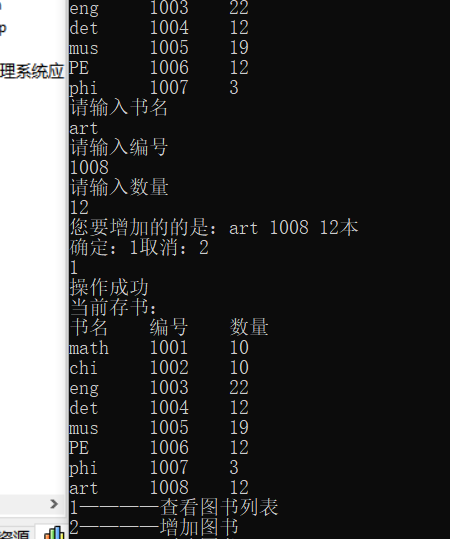 p
理系统应
eng 1003 22
det 1004 12
mus 1005 19
PE 1006 12
phi 1007 3
请输入书名
art
请输入编号
1008
请输入数量
12
您要增加的的是：art 1008 12本
确定：1取消：2
1
操作成功
当前存书：
书名 编号 数量
math 1001 10
chi 1002 10
eng 1003 22
det 1004 12
mus 1005 19
PE 1006 12
phi 1007 3
art 1008 12
1————查看图书列表
2————增加图书
资源